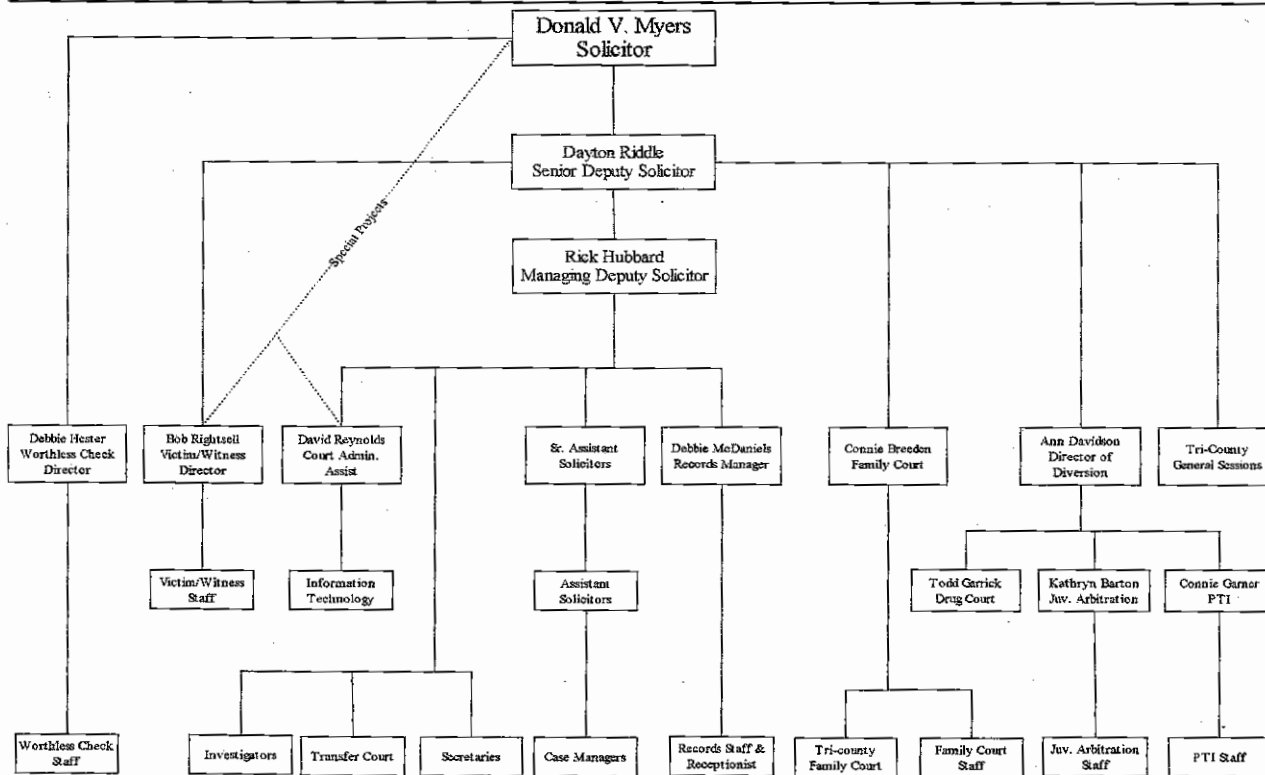 Donald V. Myers
Solicitor
Dayton Riddle
Senior Deputy Solicitor
Special Projects
Rick Hubbard
Managing Deputy Solicitor
Debbie Hester
Worthless Check
Director
Bob Rightsell
Victim/Witness
Director
David Reynolds
Court Admin.
Assist
Sr. Assistant
Solicitors
Debbie McDaniels
Records Manager
Connie Breeden
Family Court
Ann Davidson
Director of
Diversion
Tri-County
General Sessions
Victim/Witness
Staff
Information
Technology
Assistant
Solicitors
Todd Garrick
Drug Court
Kathryn Barton
Juv. Arbitration
Connie Garner
PTI
Worthless Check
Staff
Investigators
Transfer Court
Secretaries
Case Managers
Records Staff &
Receptionist
Tri-county
Family Court
Family Court
Staff
Juv. Arbitration
Staff
PTI Staff